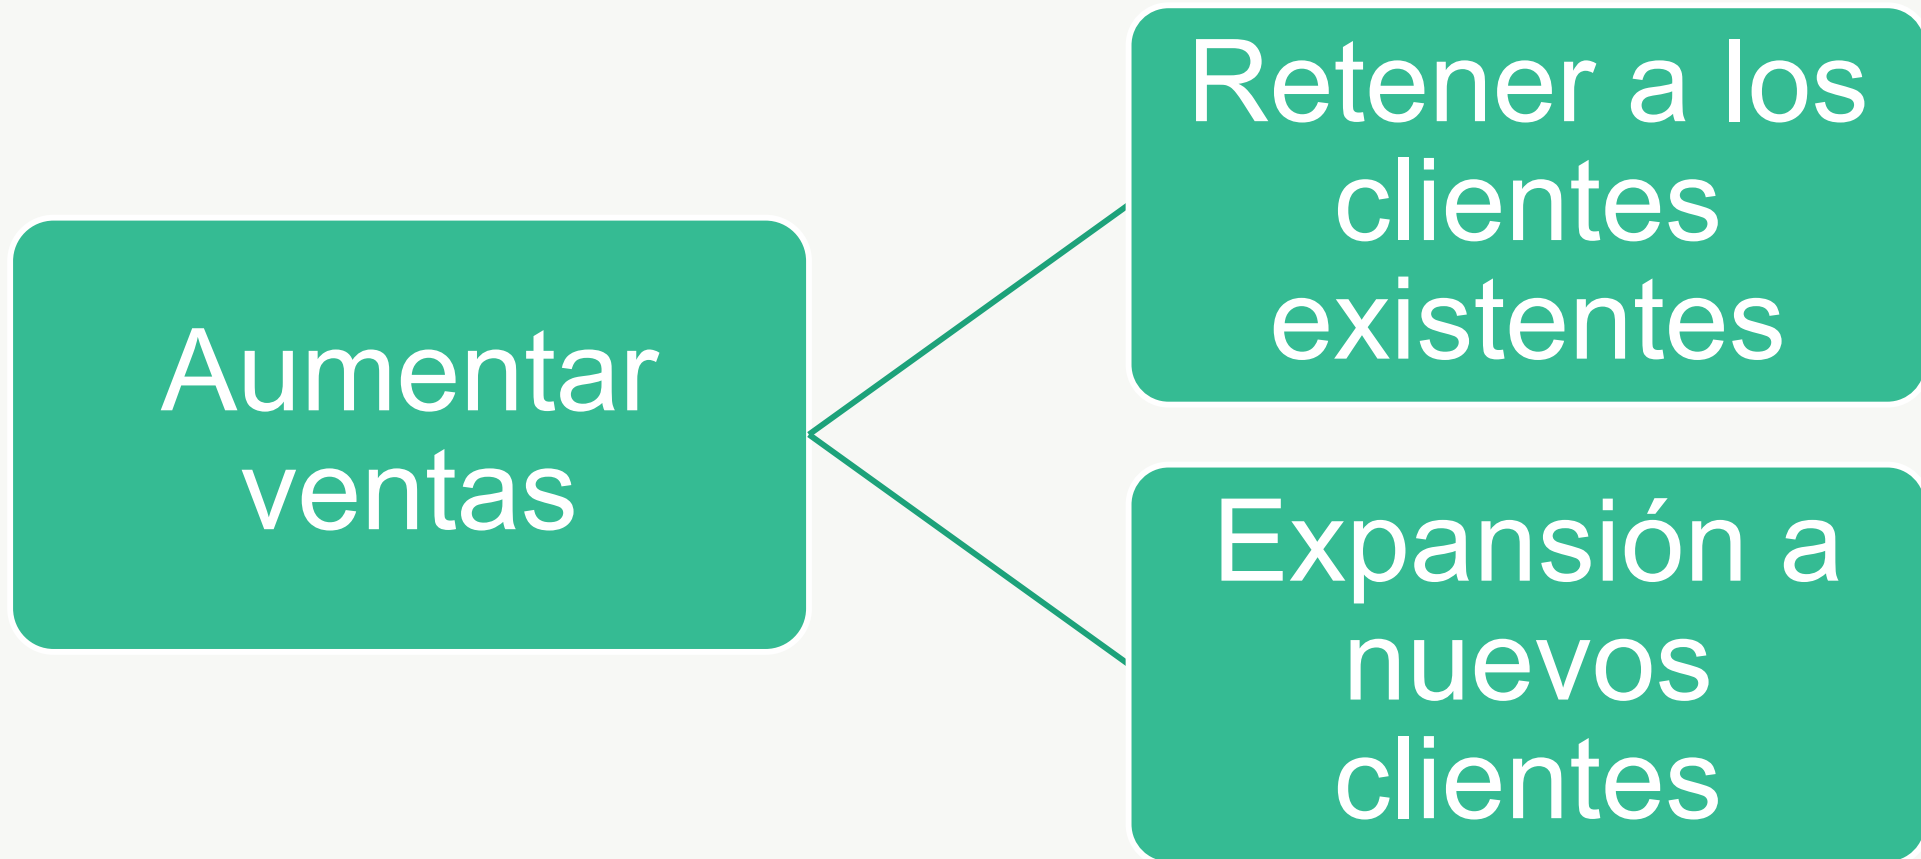 Aumentar
ventas
Retener a los
clientes
existentes
Expansión a
nuevos
clientes